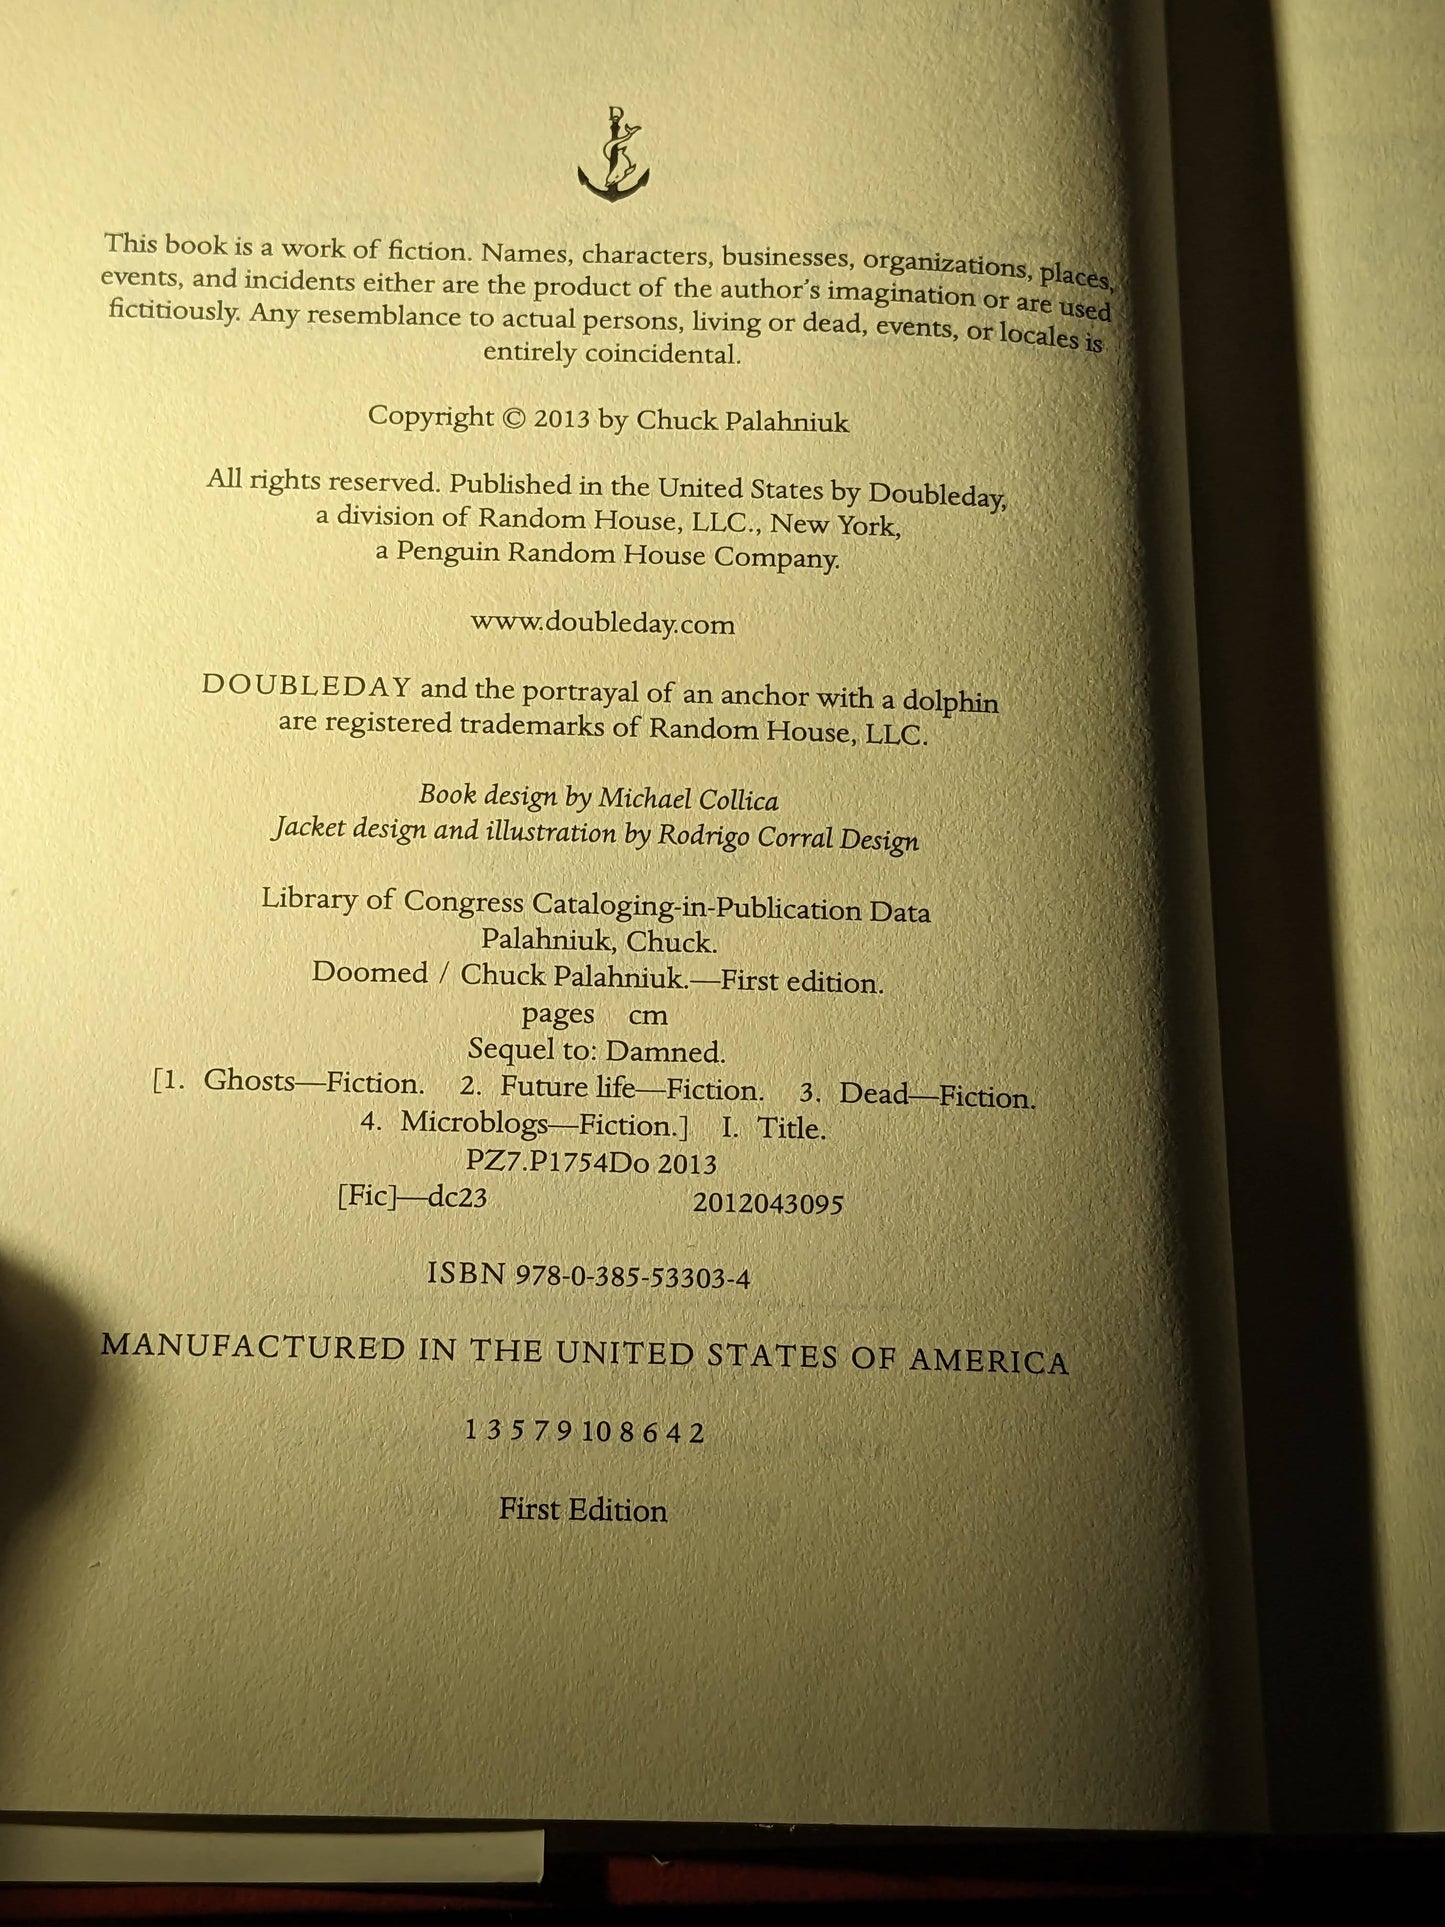 This book is a work of fiction. Names, characters, businesses, organizations, places,
events, and incidents either are the product of the author's imagination or are used
fictitiously. Any resemblance to actual persons, living or dead, events, or locales is
entirely coincidental.
Copyright © 2013 by Chuck Palahniuk
All rights reserved. Published in the United States by Doubleday,
a division of Random House, LLC., New York,
a Penguin Random House Company.
www.doubleday.com
DOUBLEDAY and the portrayal of an anchor with a dolphin
are registered trademarks of Random House, LLC.
Book design by Michael Collica
Jacket design and illustration by Rodrigo Corral Design
Library of Congress Cataloging-in-Publication Data
Palahniuk, Chuck.
Doomed / Chuck Palahniuk.—First edition.
pages cm
Sequel to: Damned.
[1. Ghosts—Fiction. 2. Future life—Fiction. 3. Dead—Fiction.
4. Microblogs—Fiction.] I. Title.
PZ7.P1754Do 2013
[Fic]—dc23 2012043095
ISBN 978-0-385-53303-4
MANUFACTURED IN THE UNITED STATES OF AMERICA
1 3 5 7 9 10 8 6 4 2
First Edition